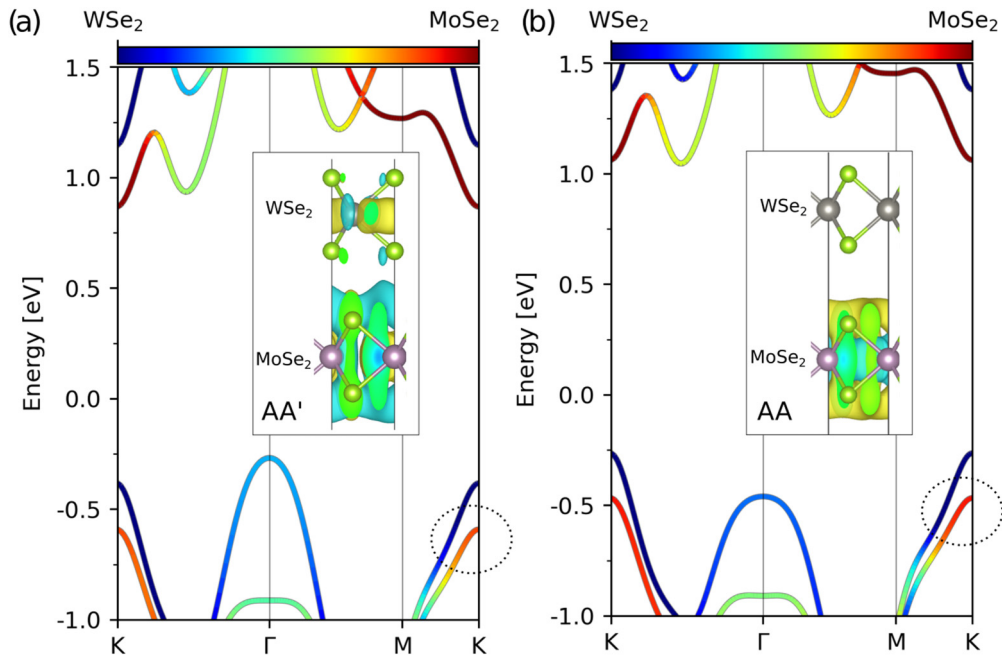 (a) WSe₂ MoSe₂
1.5
1.0
0.5
0.0
-0.5
-1.0
Energy [eV]
WSe₂
MoSe₂
AA'
K Γ M K
(b) WSe₂ MoSe₂
1.5
1.0
0.5
0.0
-0.5
-1.0
Energy [eV]
WSe₂
MoSe₂
AA
K Γ M K